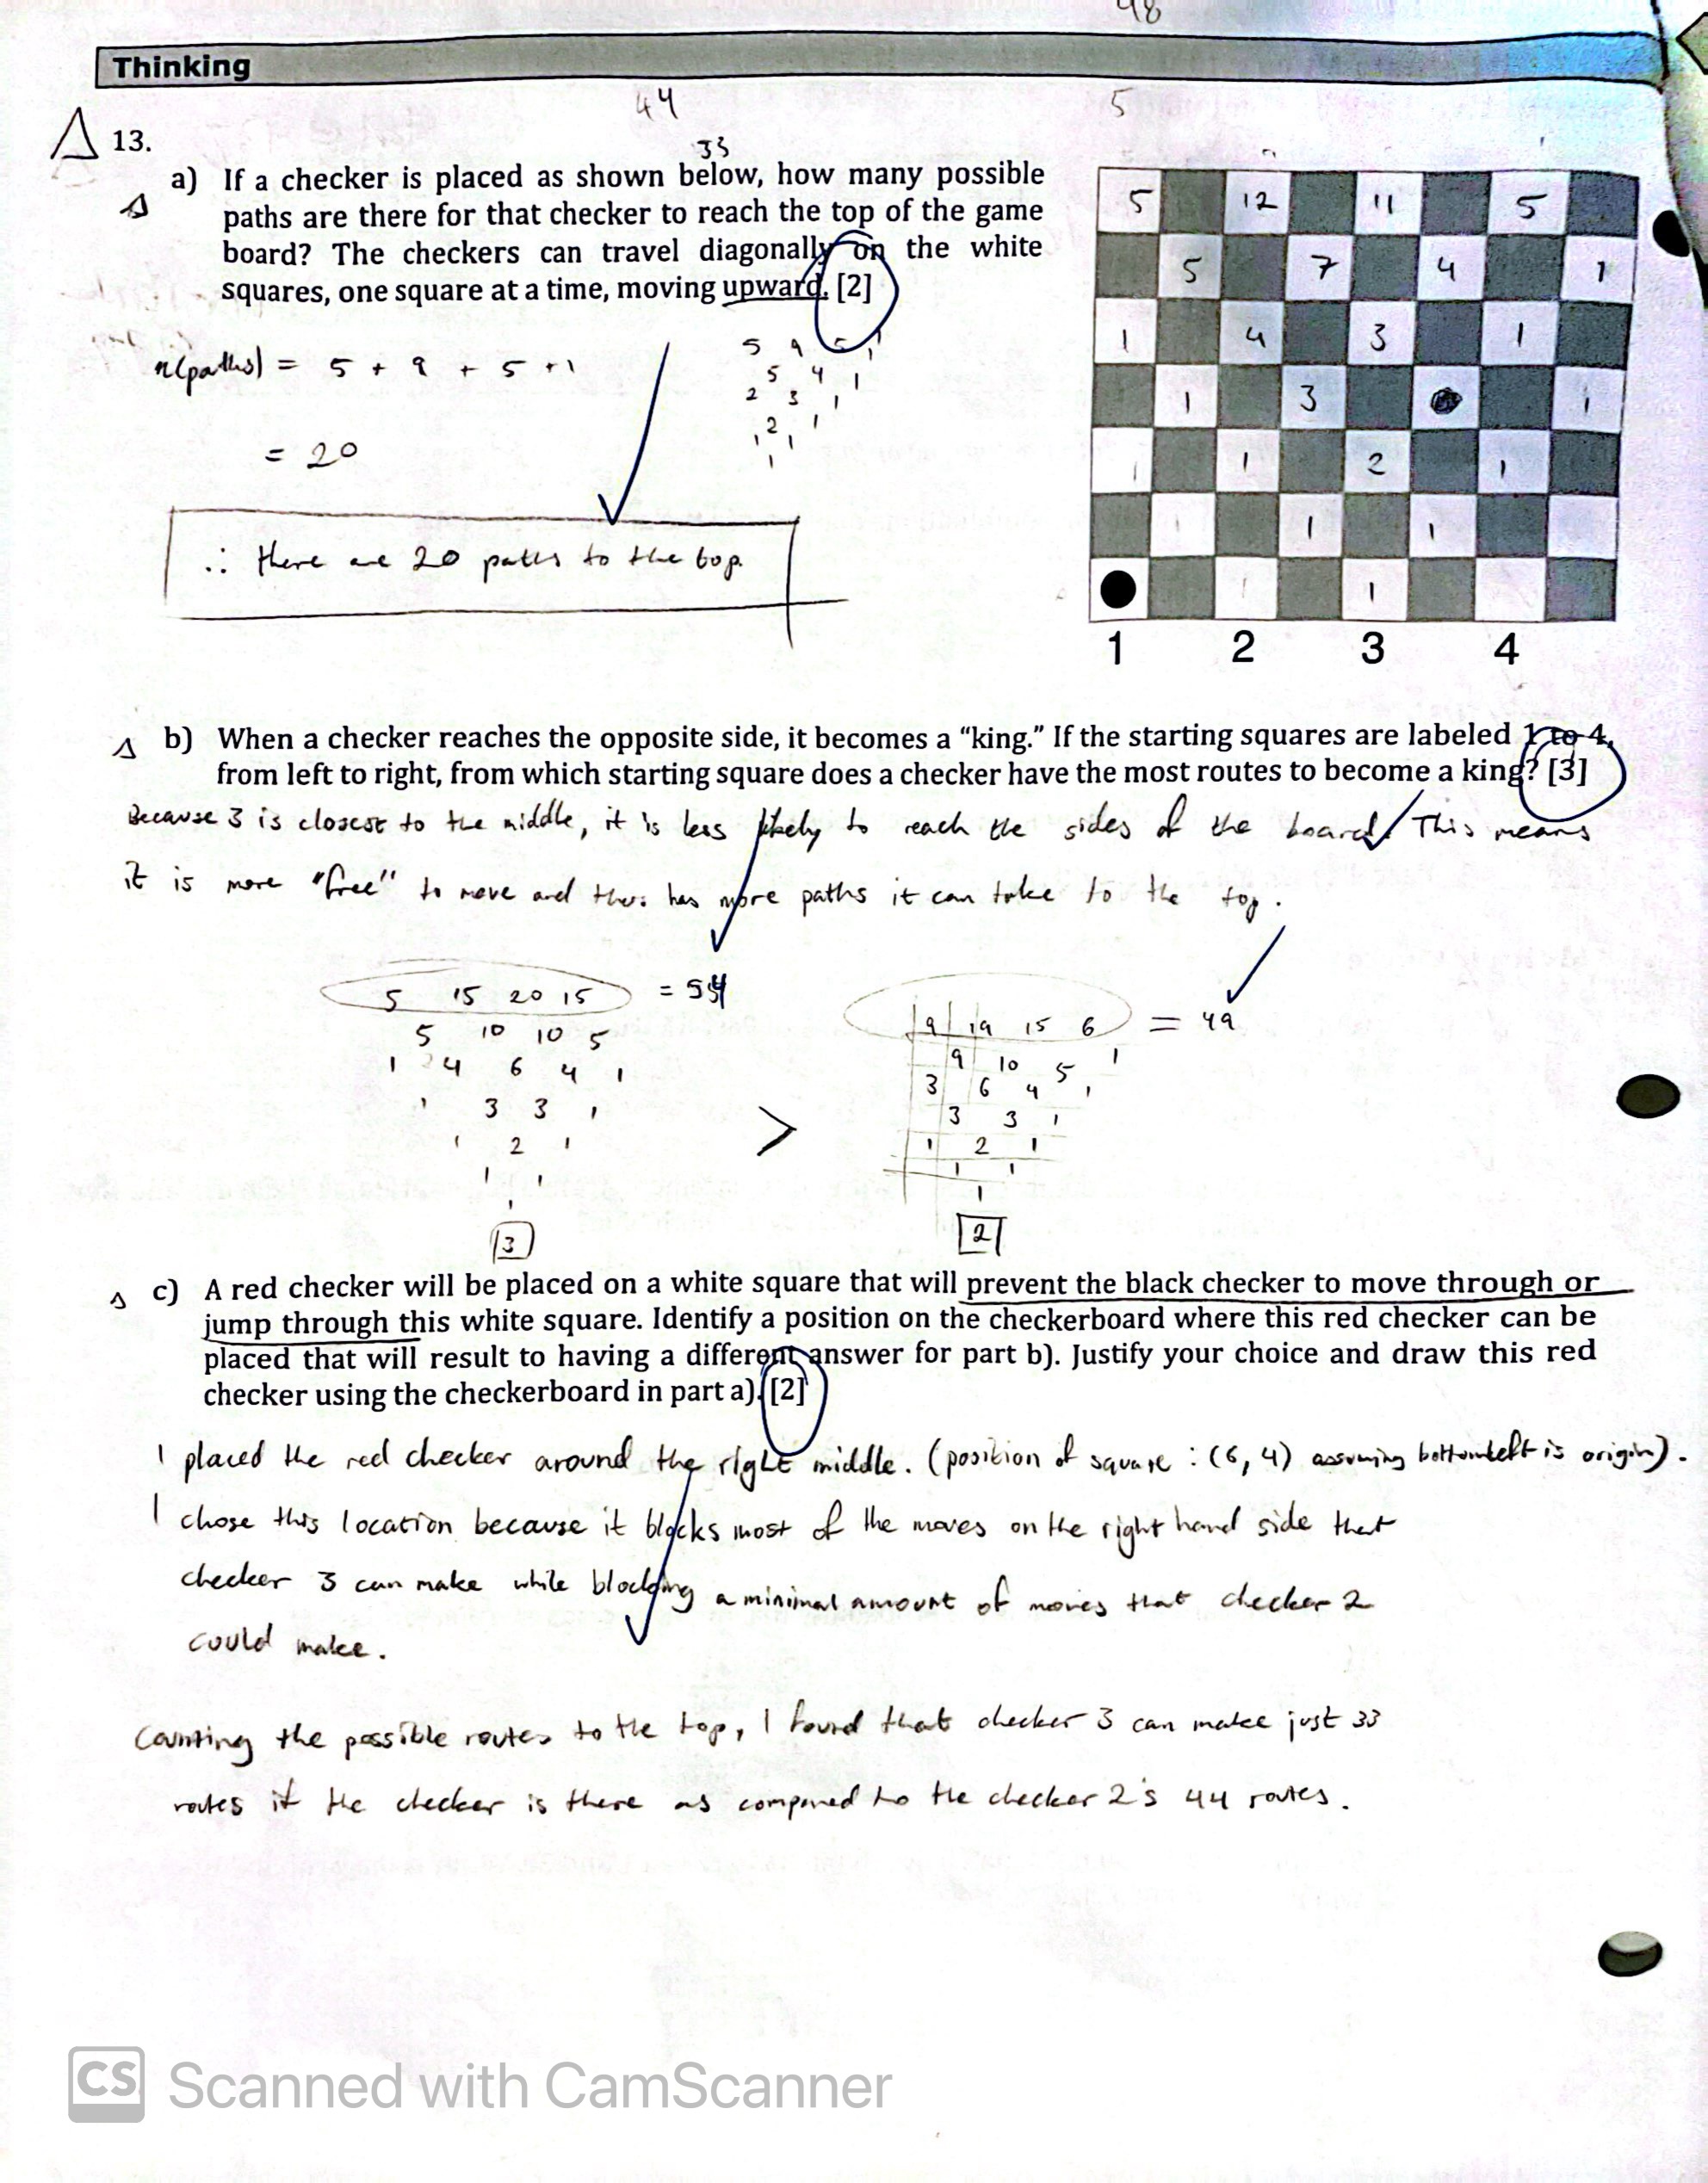 48
Thinking
44
5
13.
33
a) If a checker is placed as shown below, how many possible
paths are there for that checker to reach the top of the game
board? The checkers can travel diagonally on the white
squares, one square at a time, moving upward. [2]
n(paths) = 5 + 9 + 5 + 1
= 20
∴ there are 20 paths to the top.
5 9 5 1
5 4 1
2 3 1
2 1
1 1
1
5 12 11 5
5 7 4 1
1 4 3 1
1 3 1
1 1 2 1
1 1 1
1 1
1 2 3 4
b) When a checker reaches the opposite side, it becomes a “king.” If the starting squares are labeled 1 to 4,
from left to right, from which starting square does a checker have the most routes to become a king? [3]
Because 3 is closest to the middle, it is less likely to reach the sides of the board. This means
it is more "free" to move and thus has more paths it can take to the top.
5 15 20 15 = 54
5 10 10 5
1 4 6 4 1
1 3 3 1
1 2 1
1 1
1
3
>
9 19 15 6 = 49
9 10 5 1
3 6 4 1
3 3 1
1 2 1
1 1
1
2
c) A red checker will be placed on a white square that will prevent the black checker to move through or
jump through this white square. Identify a position on the checkerboard where this red checker can be
placed that will result to having a different answer for part b). Justify your choice and draw this red
checker using the checkerboard in part a). [2]
I placed the red checker around the right middle. (position of square : (6, 4) assuming bottom left is origin).
I chose this location because it blocks most of the moves on the right hand side that
checker 3 can make while blocking a minimal amount of moves that checker 2
could make.
Counting the possible routes to the top, I found that checker 3 can make just 33
routes if the checker is there as compared to the checker 2's 44 routes.
CS Scanned with CamScanner